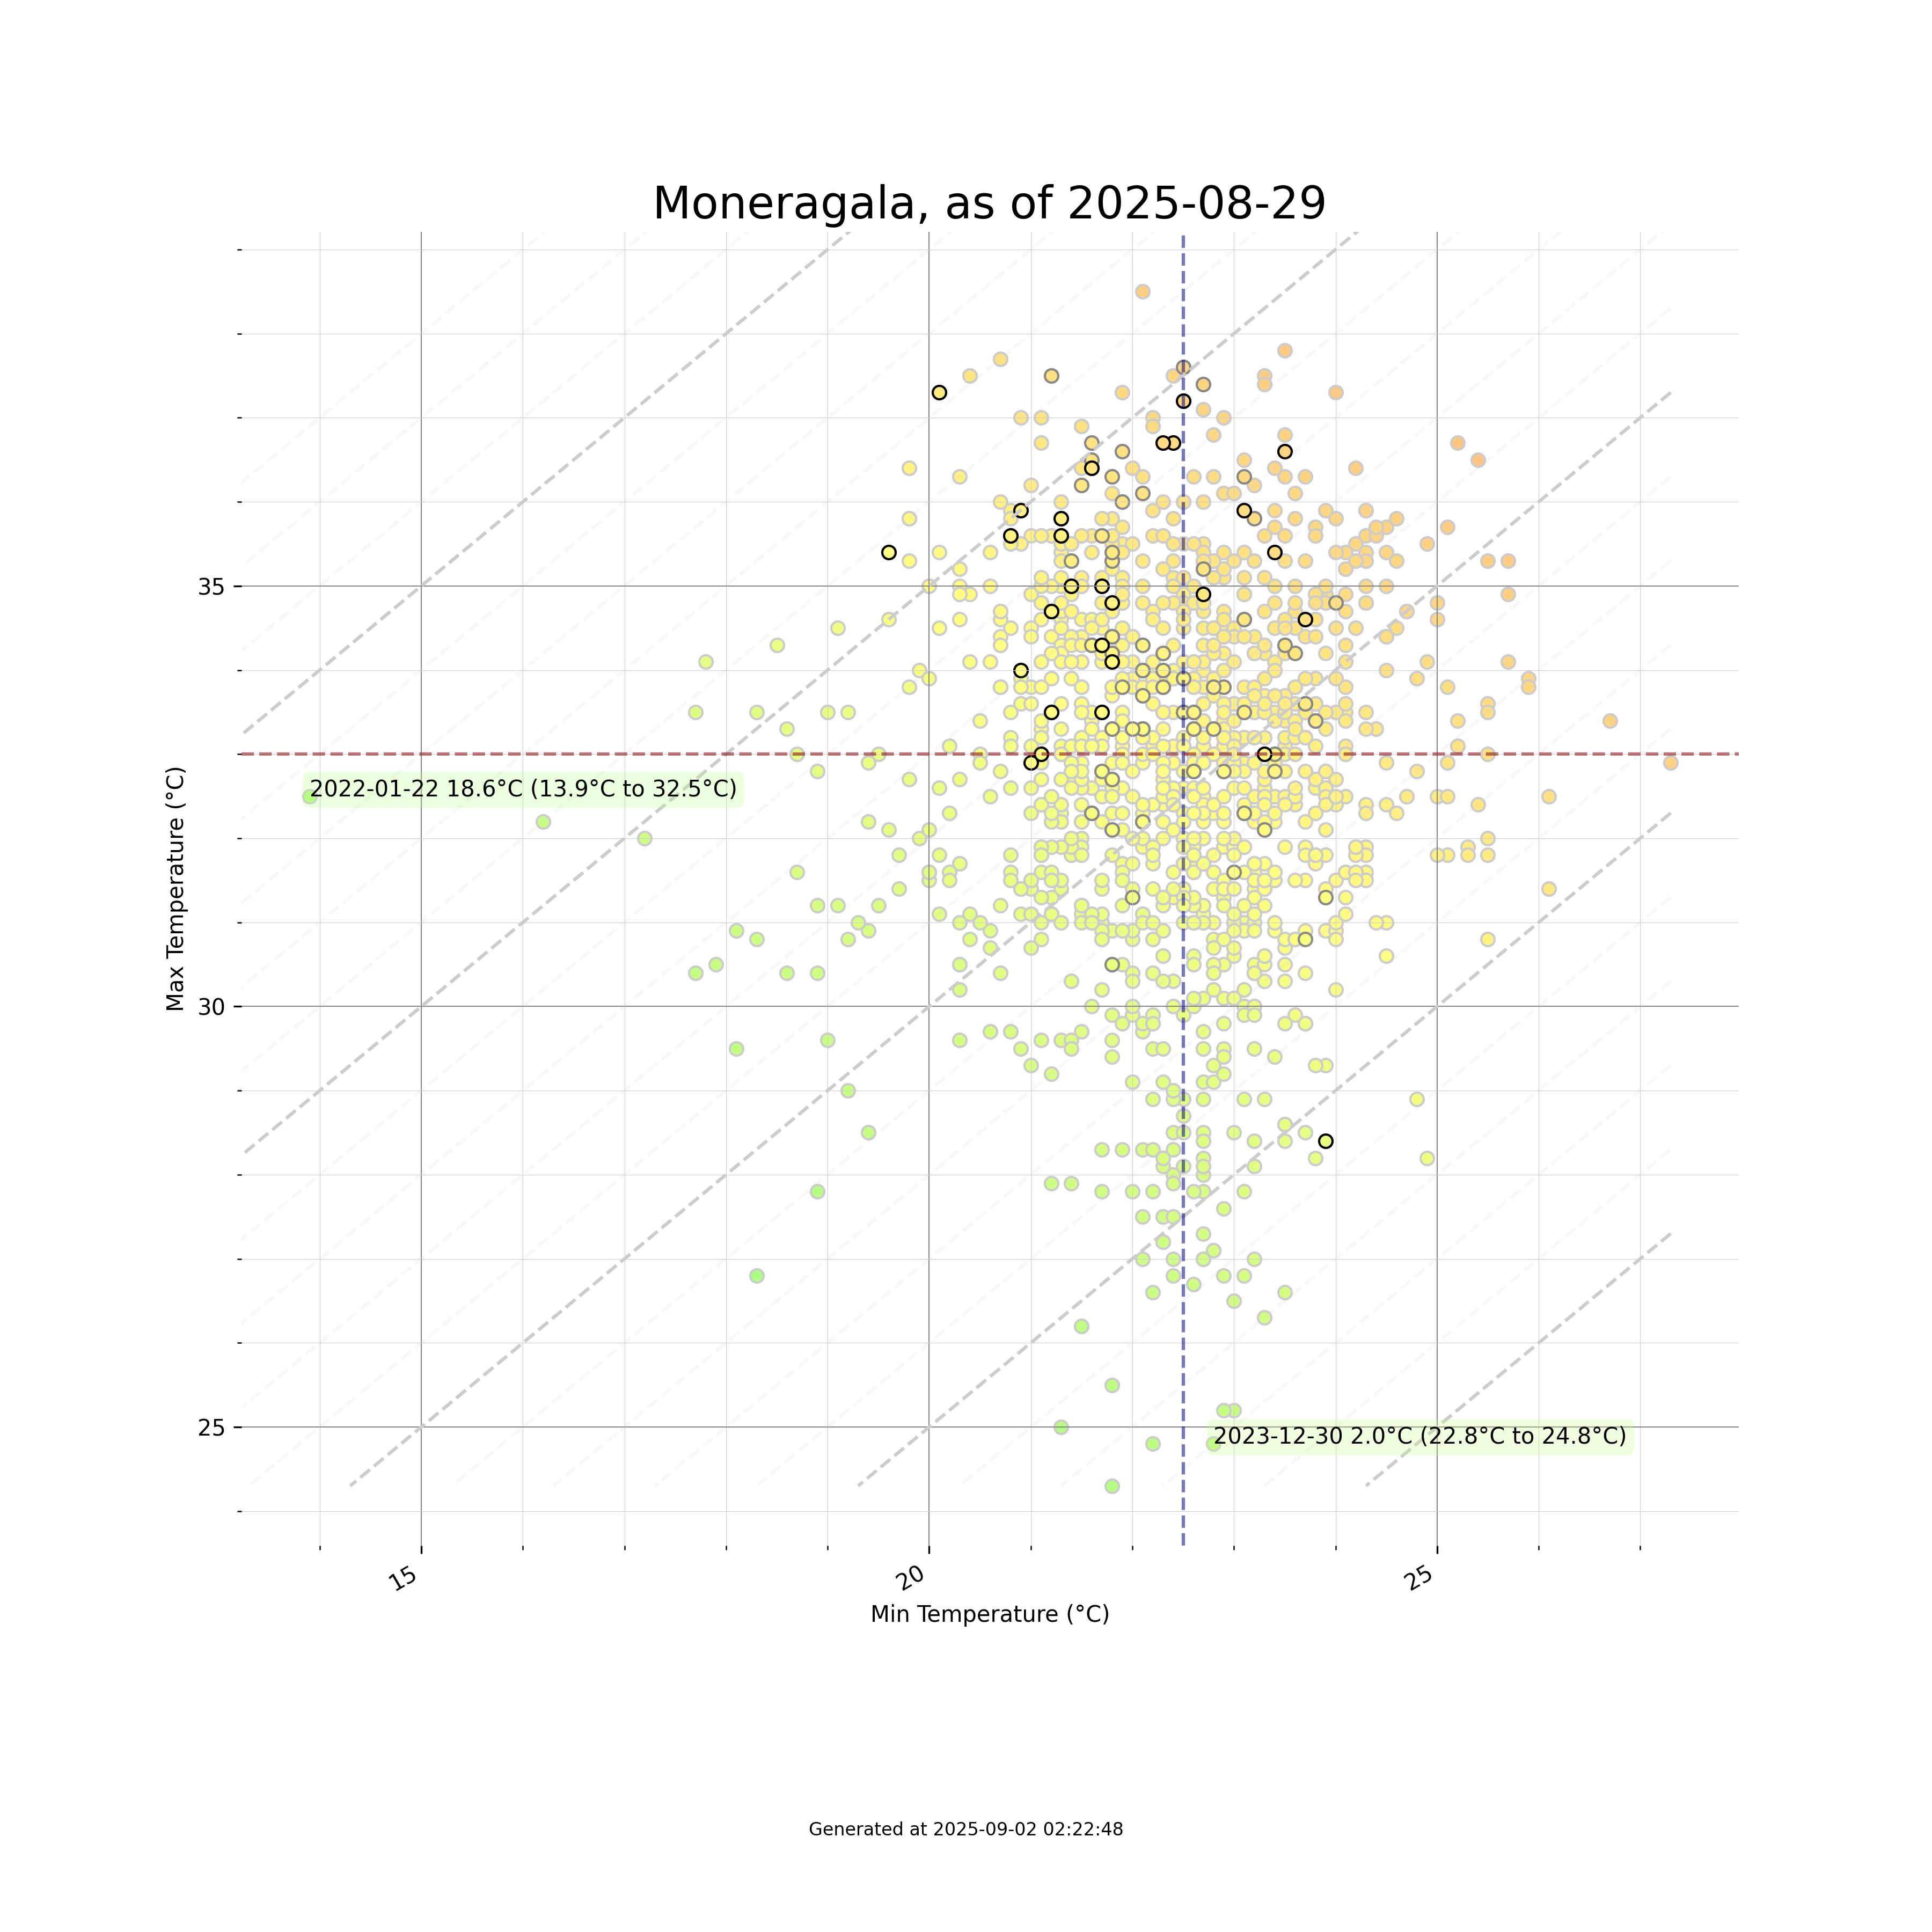 Moneragala, as of 2025-08-29
Max Temperature (°C)
35
30
25
2022-01-22 18.6°C (13.9°C to 32.5°C)
2023-12-30 2.0°C (22.8°C to 24.8°C)
15
20
25
Min Temperature (°C)
Generated at 2025-09-02 02:22:48